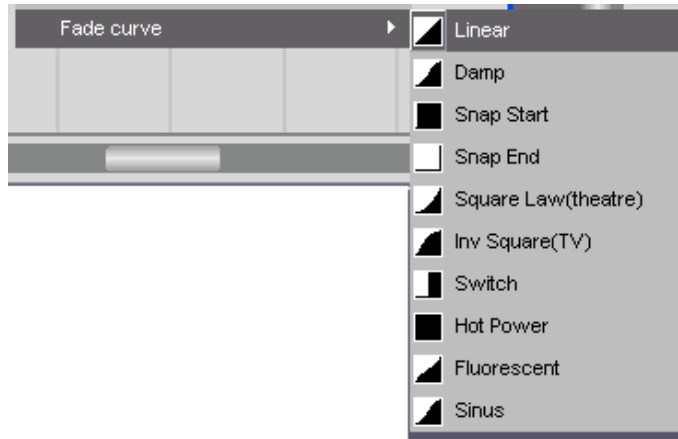 Fade curve
Linear
Damp
Snap Start
Snap End
Square Law(theatre)
Inv Square(TV)
Switch
Hot Power
Fluorescent
Sinus